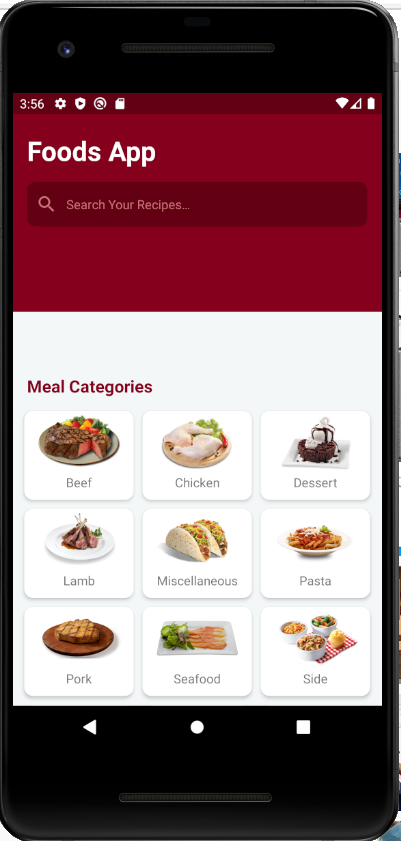 3:56
Foods App
Search Your Recipes...
Meal Categories
Beef
Chicken
Dessert
Lamb
Miscellaneous
Pasta
Pork
Seafood
Side